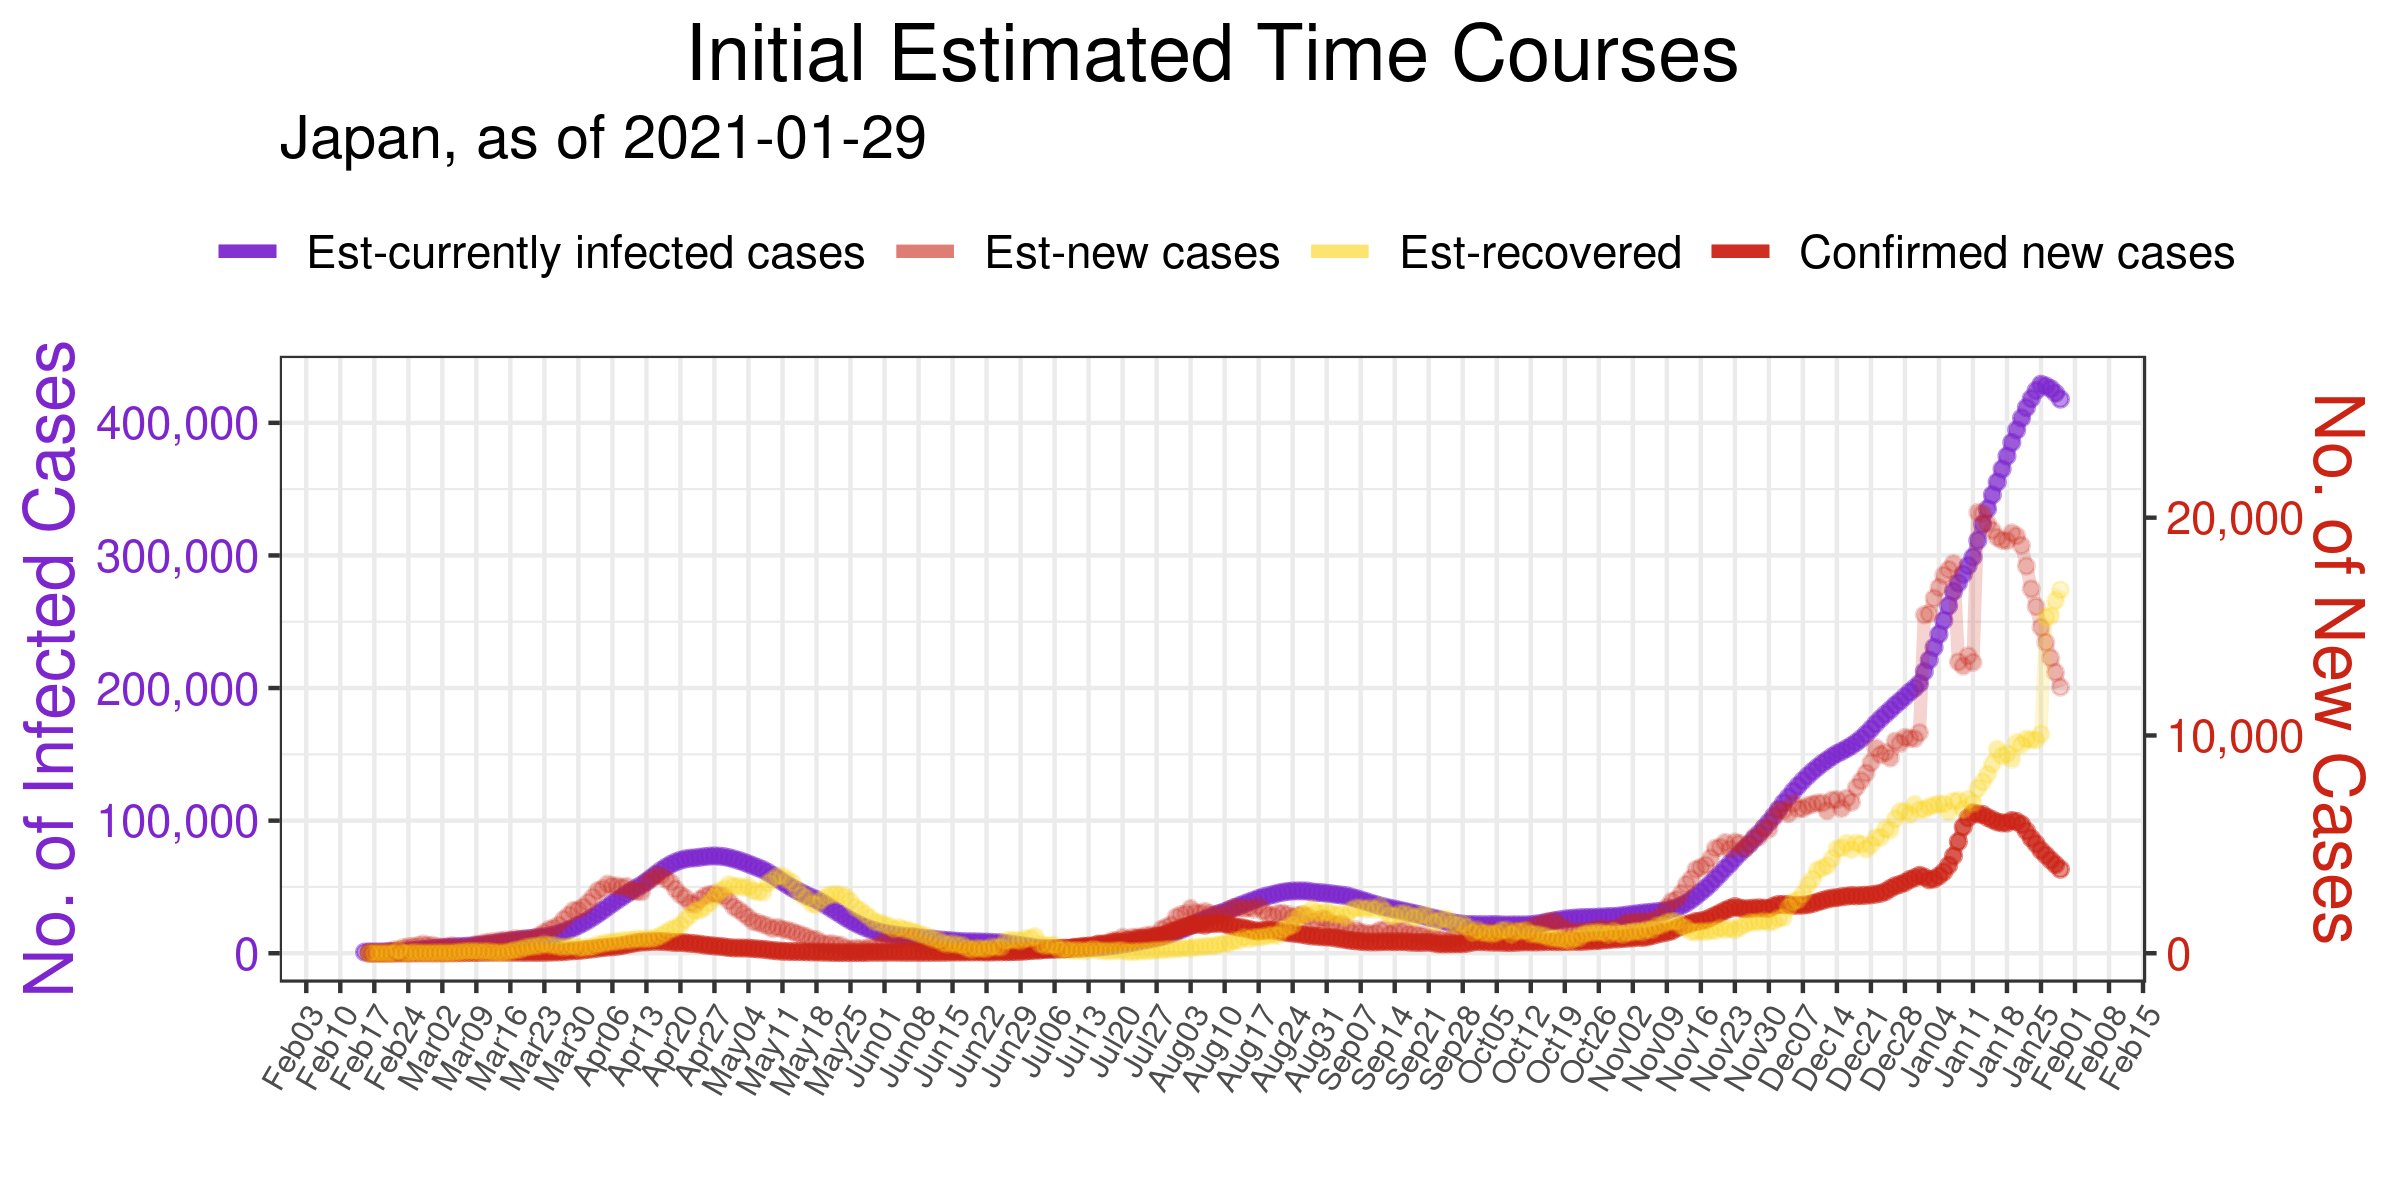 Initial Estimated Time Courses
Japan, as of 2021-01-29
Est-currently infected cases Est-new cases Est-recovered Confirmed new cases
No. of Infected Cases
400,000
300,000
200,000
100,000
0
20,000
10,000
0
No. of New Cases
Feb03 Feb10 Feb17 Feb24 Mar02 Mar09 Mar16 Mar23 Mar30 Apr06 Apr13 Apr20 Apr27 May04 May11 May18 May25 Jun01 Jun08 Jun15 Jun22 Jun29 Jul06 Jul13 Jul20 Jul27 Aug03 Aug10 Aug17 Aug24 Aug31 Sep07 Sep14 Sep21 Sep28 Oct05 Oct12 Oct19 Oct26 Nov02 Nov09 Nov16 Nov23 Nov30 Nov07 Dec14 Dec21 Dec28 Dec04 Jan11 Jan18 Jan25 Feb01 Feb08 Feb15